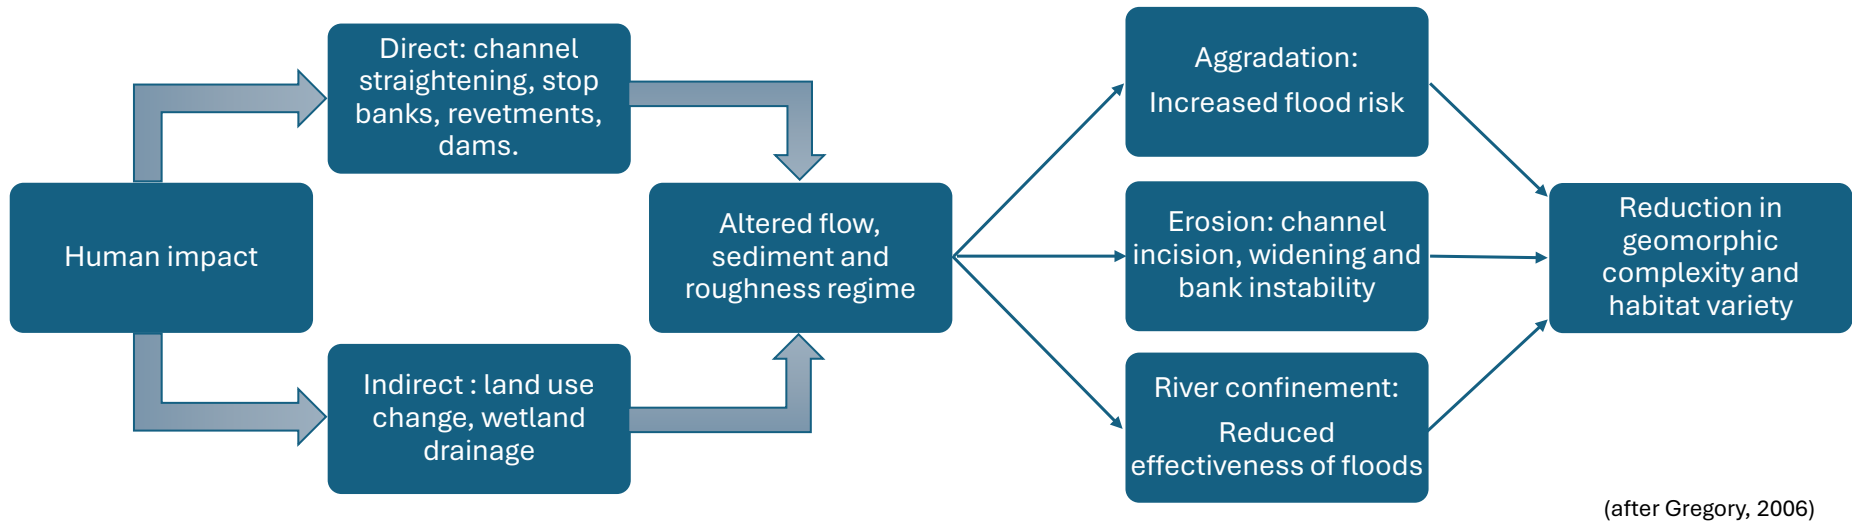 Human impact
Direct: channel
straightening, stop
banks, revetments,
dams.
Indirect : land use
change, wetland
drainage
Altered flow,
sediment and
roughness regime
Aggradation:
Increased flood risk
Erosion: channel
incision, widening and
bank instability
River confinement:
Reduced
effectiveness of floods
Reduction in
geomorphic
complexity and
habitat variety
(after Gregory, 2006)